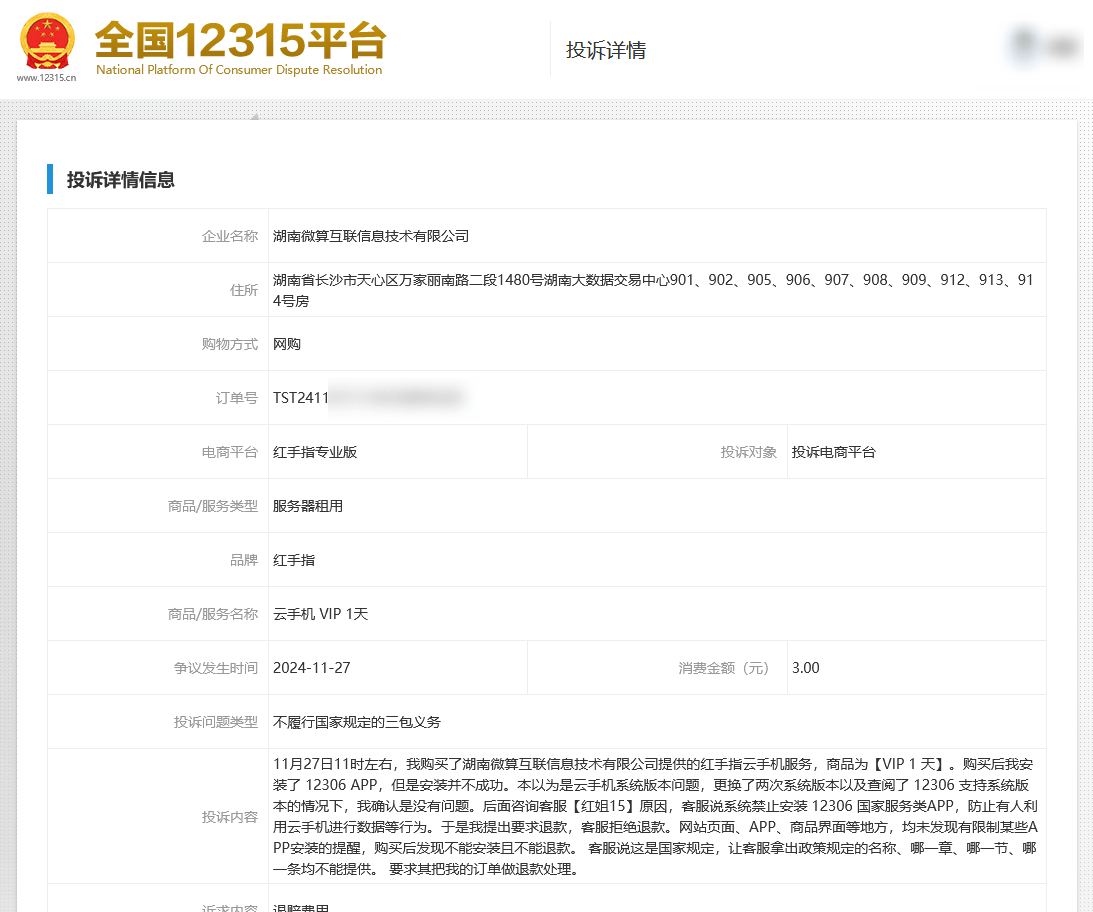 全国12315平台
National Platform Of Consumer Dispute Resolution
www.12315.cn
投诉详情
投诉详情信息
企业名称 湖南微算互联信息技术有限公司
住所 湖南省长沙市天心区万家丽南路二段1480号湖南大数据交易中心901、902、905、906、907、908、909、912、913、91
4号房
购物方式 网购
订单号 TST2411
电商平台 红手指专业版 投诉对象 投诉电商平台
商品/服务类型 服务器租用
品牌 红手指
商品/服务名称 云手机 VIP 1天
争议发生时间 2024-11-27 消费金额（元） 3.00
投诉问题类型 不履行国家规定的三包义务
投诉内容
11月27日11时左右，我购买了湖南微算互联信息技术有限公司提供的红手指云手机服务，商品为【VIP 1 天】。购买后我安
装了 12306 APP，但是安装并不成功。本以为是云手机系统版本问题，更换了两次系统版本以及查阅了 12306 支持系统版
本的情况下，我确认是没有问题。后面咨询客服【红姐15】原因，客服说系统禁止安装 12306 国家服务类APP，防止有人利
用云手机进行数据等行为。于是我提出要求退款，客服拒绝退款。网站页面、APP、商品界面等地方，均未发现有限制某些A
PP安装的提醒，购买后发现不能安装且不能退款。 客服说这是国家规定，让客服拿出政策规定的名称、哪一章、哪一节、哪
一条均不能提供。 要求其把我的订单做退款处理。
诉求内容 退赔费用